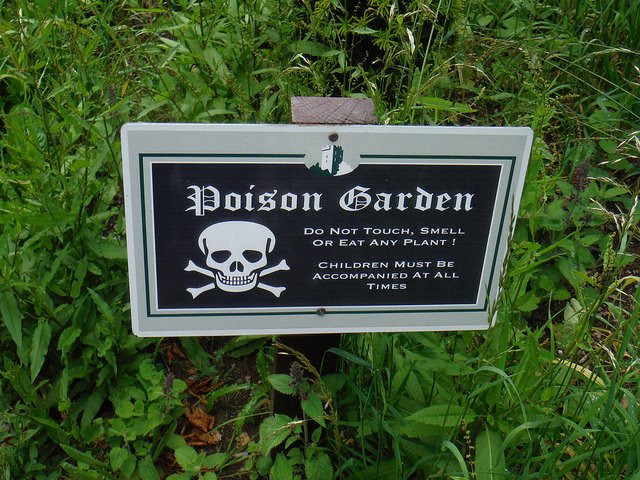 Poison Garden
Do Not Touch, Smell
Or Eat Any Plant !
Children Must Be
Accompanied At All
Times